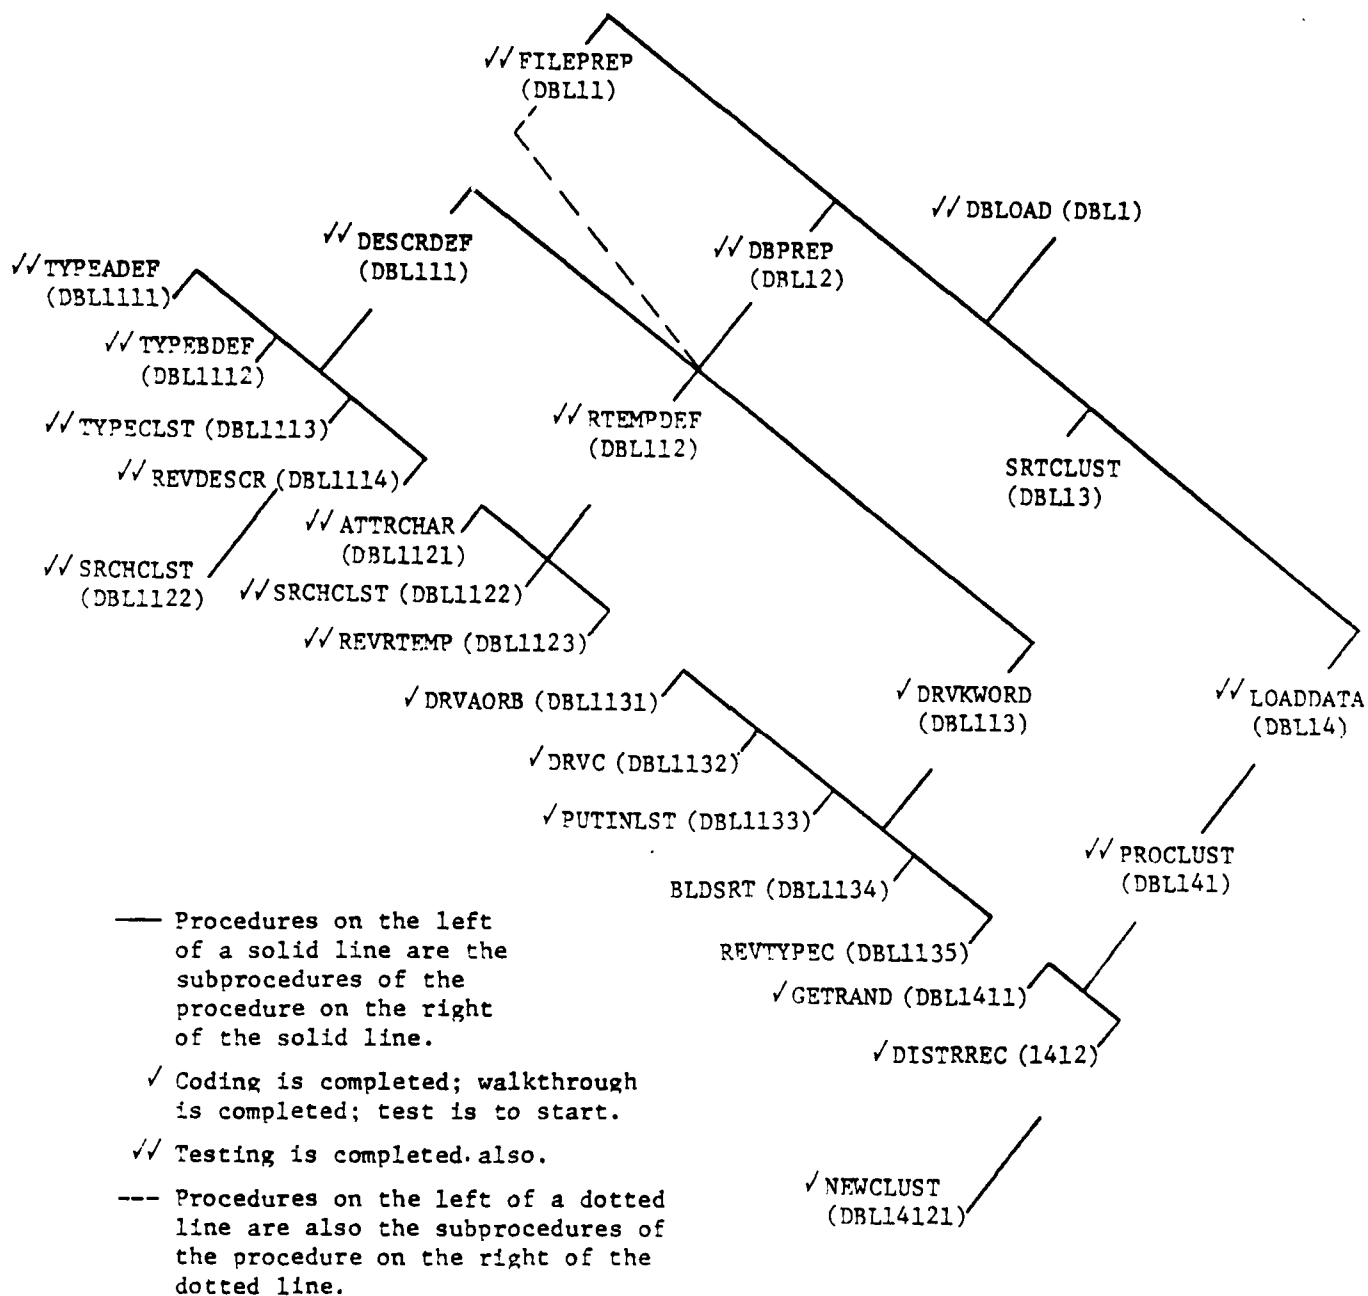 ✓✓ FILEPREP
(DBL11)
✓✓ DBLOAD (DBL1)
✓✓ DESCRDEF
(DBL111)
✓✓ DBPREP
(DBL12)
✓✓ TYPEADEF
(DBL1111)
✓✓ TYPEBDEF
(DBL1112)
✓✓ TYPECLST (DBL1113)
✓✓ REVDESCR (DBL1114)
✓✓ RTEMPDEF
(DBL112)
SRTCLUST
(DBL13)
✓✓ ATTRCHAR
(DBL1121)
✓✓ SRCHCLST
(DBL1122)
✓✓ SRCHCLST (DBL1122)
✓✓ REVRTEMP (DBL1123)
✓ DRVAORB (DBL1131)
✓ DRVKWORD
(DBL113)
✓✓ LOADDATA
(DBL14)
✓ DRVC (DBL1132)
✓ PUTINLST (DBL1133)
✓✓ PROCLUST
(DBL141)
BLDSRT (DBL1134)
REVTYPEC (DBL1135)
✓ GETRAND (DBL1411)
✓ DISTRREC (1412)
✓ NEWCLUST
(DBL14121)
— Procedures on the left
of a solid line are the
subprocedures of the
procedure on the right
of the solid line.
✓ Coding is completed; walkthrough
is completed; test is to start.
✓✓ Testing is completed also.
--- Procedures on the left of a dotted
line are also the subprocedures of
the procedure on the right of the
dotted line.